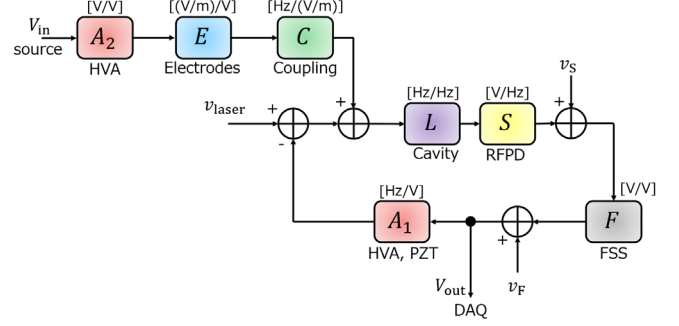 [V/V] [(V/m)/V] [Hz/(V/m)]
V_in A_2 E C
source
HVA Electrodes Coupling
v_S
[Hz/Hz] [V/Hz]
v_laser + + L S +
-
Cavity RFPD
[Hz/V] [V/V]
A_1 + F
HVA, PZT FSS
V_out v_F
DAQ